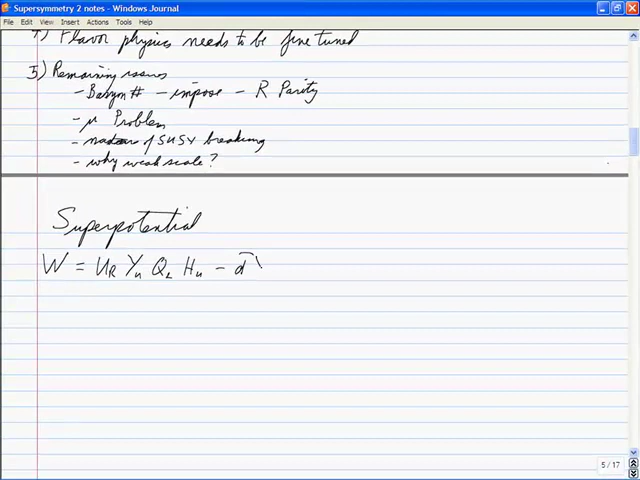 Supersymmetry 2 notes - Windows Journal
File Edit View Insert Actions Tools Help
4) Flavor physics needs to be fine tuned
5) Remaining issues
- Baryon # - impose - R Parity
- μ Problem
- nature of SUSY breaking
- why weak scale?
Superpotential
W = U_R Y_u Q_L H_u - d̅
5 / 17